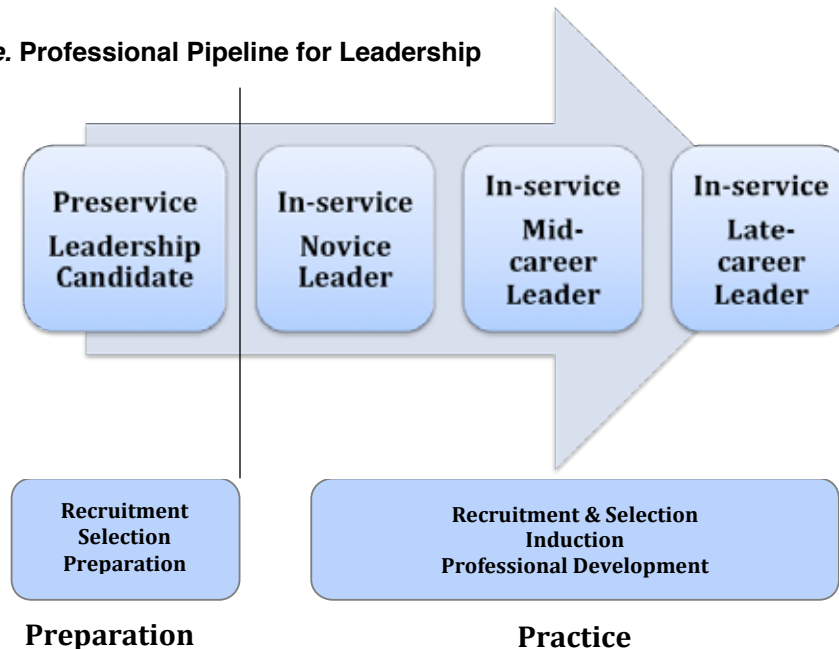 e. Professional Pipeline for Leadership
Preservice
Leadership
Candidate
In-service
Novice
Leader
In-service
Mid-
career
Leader
In-service
Late-
career
Leader
Recruitment
Selection
Preparation
Recruitment & Selection
Induction
Professional Development
Preparation
Practice